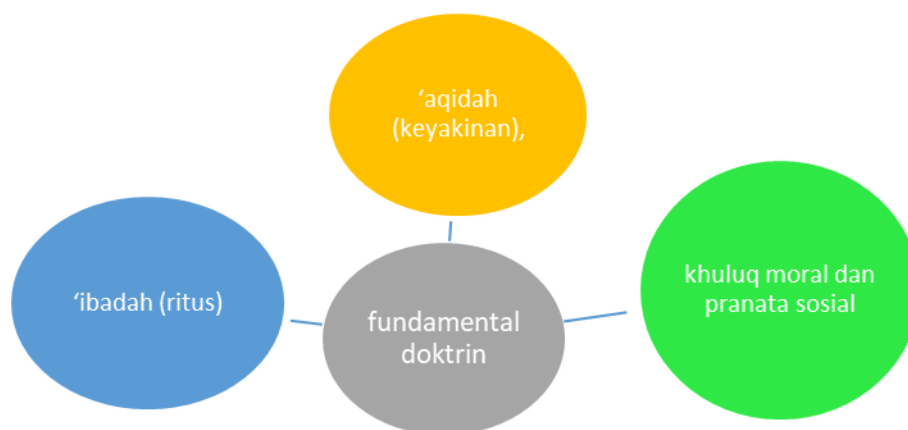 ‘aqidah
(keyakinan),
‘ibadah (ritus)
fundamental
doktrin
khuluq moral dan
pranata sosial